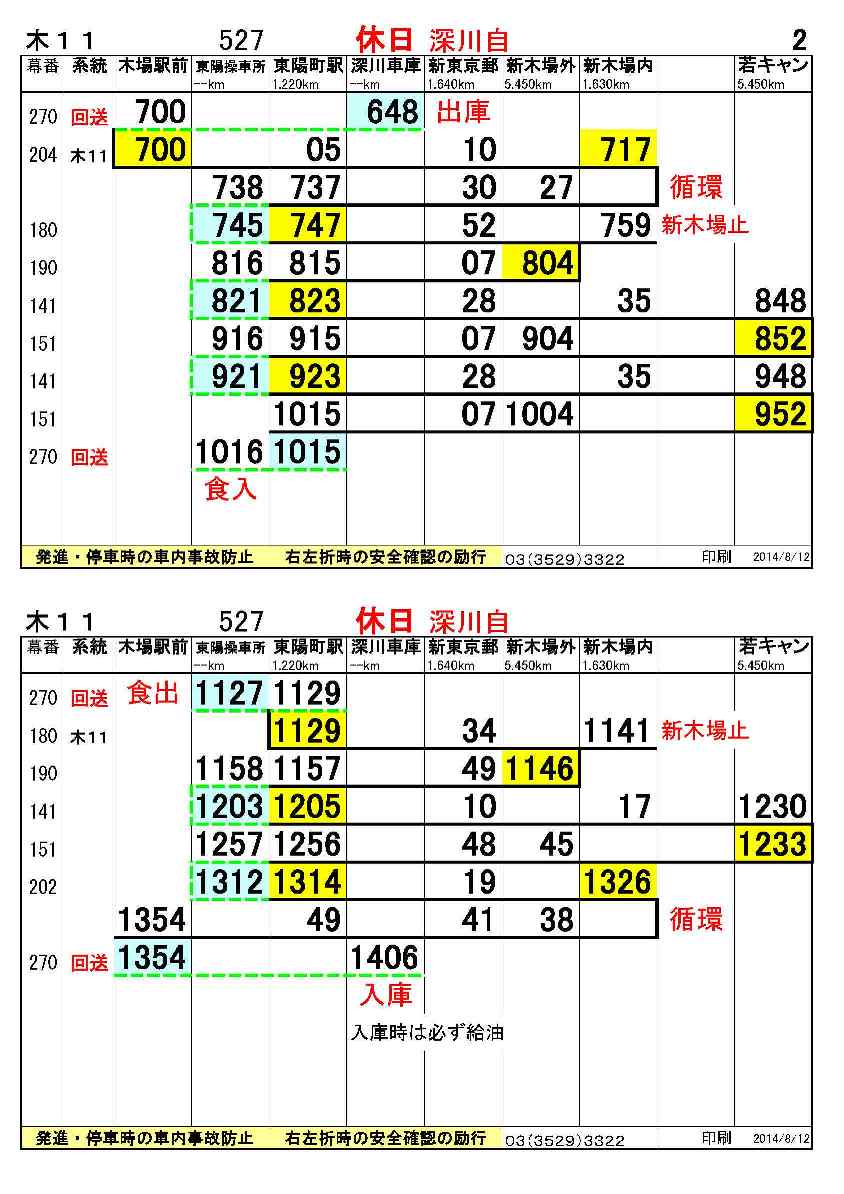 木１１ 527 休日 深川自 2
幕番 系統 木場駅前 東陽操車所 東陽町駅 深川車庫 新東京郵 新木場外 新木場内 若キャン
--km 1.220km --km 1.640km 5.450km 1.630km 5.450km
270 回送 700 648 出庫
204 木11 700 05 10 717
738 737 30 27 循環
180 745 747 52 759 新木場止
190 816 815 07 804
141 821 823 28 35 848
151 916 915 07 904 852
141 921 923 28 35 948
151 1015 07 1004 952
270 回送 1016 1015
食入
発進・停車時の車内事故防止 右左折時の安全確認の励行 03(3529)3322 印刷 2014/8/12
木１１ 527 休日 深川自
幕番 系統 木場駅前 東陽操車所 東陽町駅 深川車庫 新東京郵 新木場外 新木場内 若キャン
--km 1.220km --km 1.640km 5.450km 1.630km 5.450km
270 回送 食出 1127 1129
180 木11 1129 34 1141 新木場止
190 1158 1157 49 1146
141 1203 1205 10 17 1230
151 1257 1256 48 45 1233
202 1312 1314 19 1326
1354 49 41 38 循環
270 回送 1354 1406
入庫
入庫時は必ず給油
発進・停車時の車内事故防止 右左折時の安全確認の励行 03(3529)3322 印刷 2014/8/12